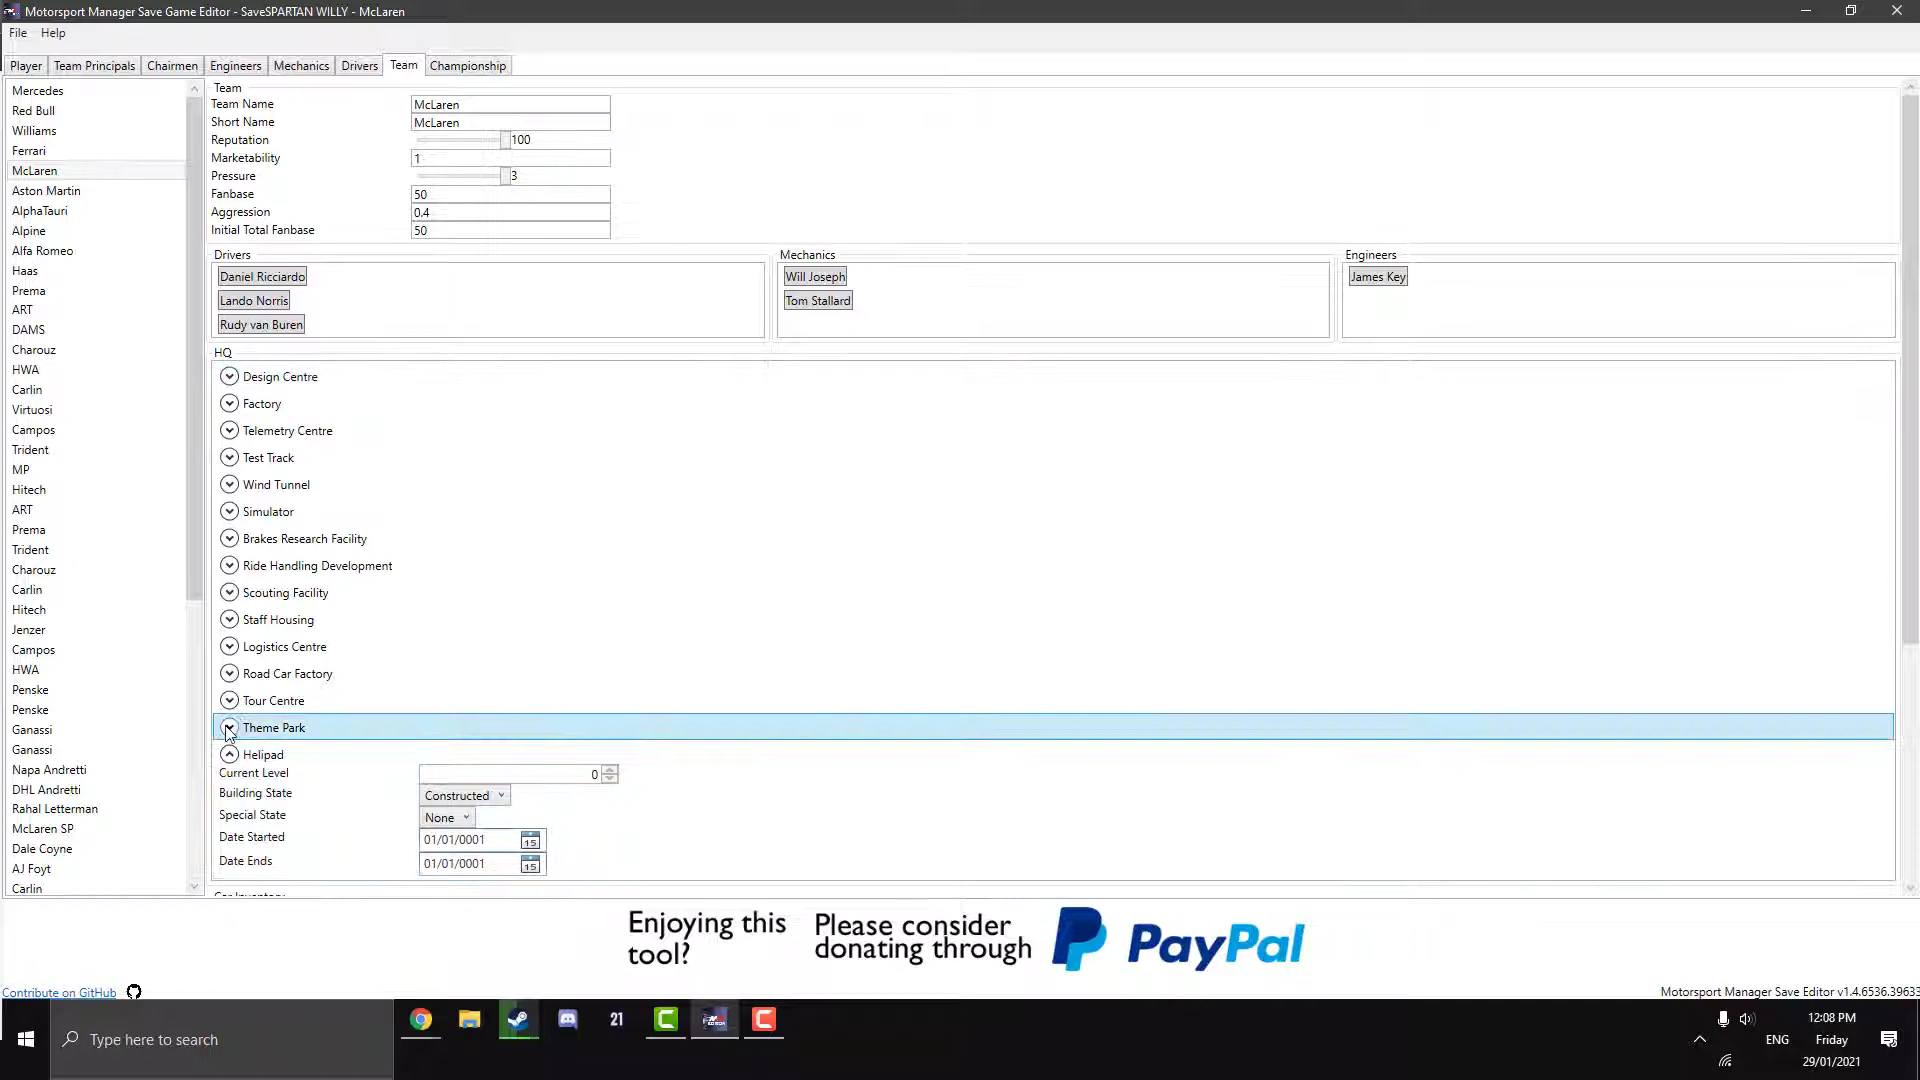 Motorsport Manager Save Game Editor - SaveSPARTAN WILLY - McLaren
File Help
Player Team Principals Chairmen Engineers Mechanics Drivers Team Championship
Mercedes
Red Bull
Williams
Ferrari
McLaren
Aston Martin
AlphaTauri
Alpine
Alfa Romeo
Haas
Prema
ART
DAMS
Charouz
HWA
Carlin
Virtuosi
Campos
Trident
MP
Hitech
ART
Prema
Trident
Charouz
Carlin
Hitech
Jenzer
Campos
HWA
Penske
Penske
Ganassi
Ganassi
Napa Andretti
DHL Andretti
Rahal Letterman
McLaren SP
Dale Coyne
AJ Foyt
Carlin
Team
Team Name McLaren
Short Name McLaren
Reputation 100
Marketability 1
Pressure 3
Fanbase 50
Aggression 0.4
Initial Total Fanbase 50
Drivers
Daniel Ricciardo
Lando Norris
Rudy van Buren
Mechanics
Will Joseph
Tom Stallard
Engineers
James Key
HQ
Design Centre
Factory
Telemetry Centre
Test Track
Wind Tunnel
Simulator
Brakes Research Facility
Ride Handling Development
Scouting Facility
Staff Housing
Logistics Centre
Road Car Factory
Tour Centre
Theme Park
Helipad
Current Level 0
Building State Constructed
Special State None
Date Started 01/01/0001 15
Date Ends 01/01/0001 15
Enjoying this
tool?
Please consider
donating through
PayPal
Contribute on GitHub
Motorsport Manager Save Editor v1.4.6536.39633
Type here to search
21
ENG
12:08 PM
Friday
29/01/2021